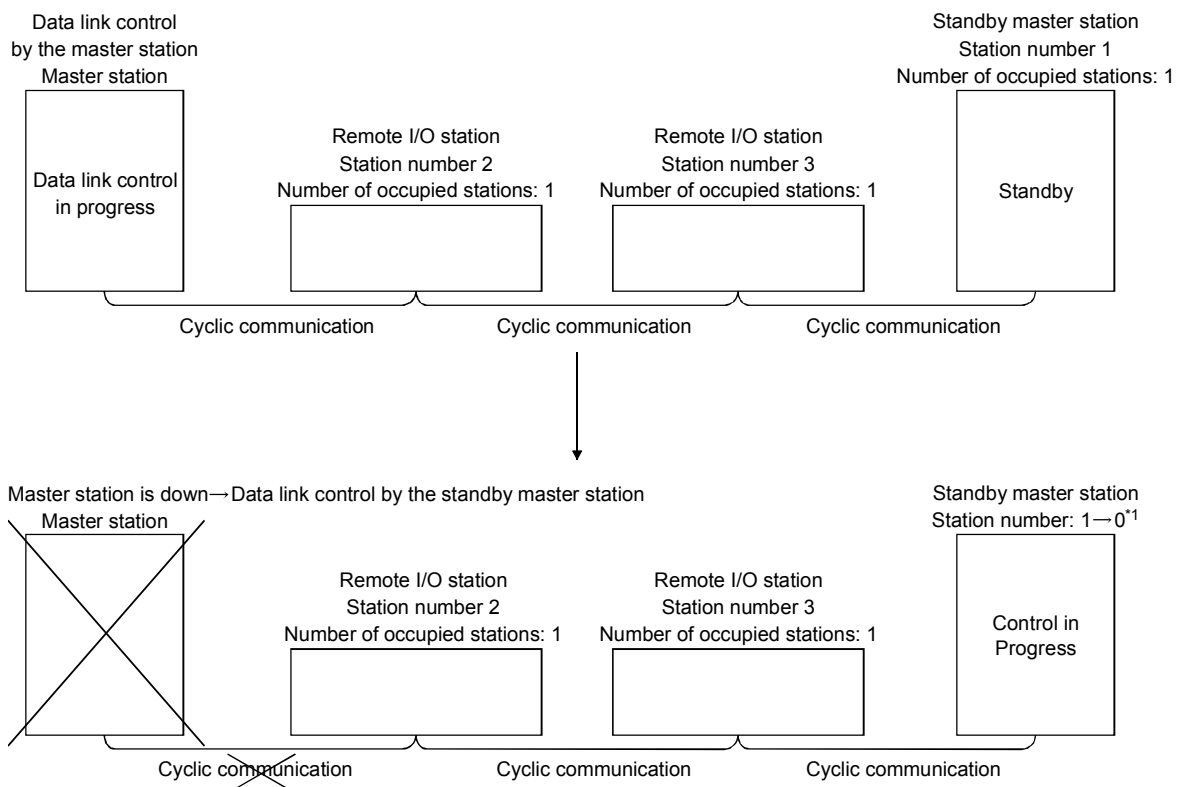 Data link control
by the master station
Master station
Standby master station
Station number 1
Number of occupied stations: 1
Remote I/O station
Station number 2
Number of occupied stations: 1
Remote I/O station
Station number 3
Number of occupied stations: 1
Data link control
in progress
Standby
Cyclic communication
Cyclic communication
Cyclic communication
Master station is down→Data link control by the standby master station
Master station
Standby master station
Station number: 1→0*1
Remote I/O station
Station number 2
Number of occupied stations: 1
Remote I/O station
Station number 3
Number of occupied stations: 1
Control in
Progress
Cyclic communication
Cyclic communication
Cyclic communication